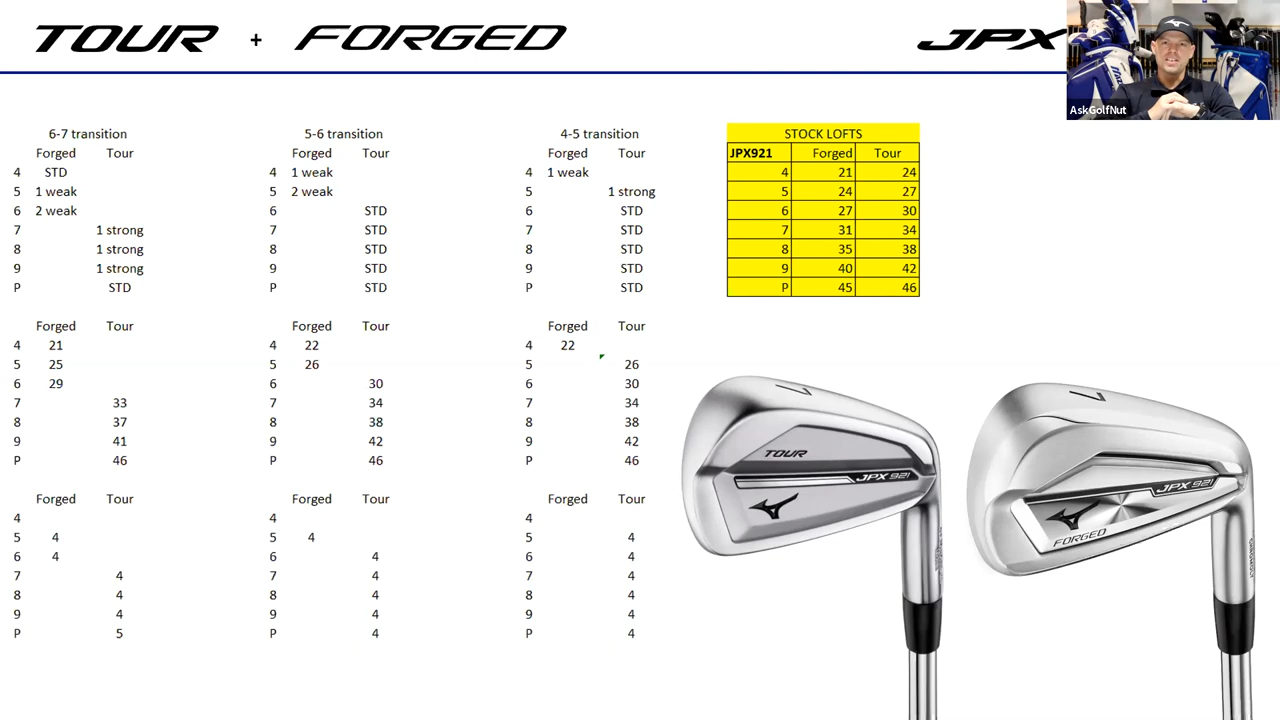 TOUR + FORGED JPX
AskGolfNut
6-7 transition
Forged Tour
4 STD
5 1 weak
6 2 weak
7 1 strong
8 1 strong
9 1 strong
P STD
Forged Tour
4 21
5 25
6 29
7 33
8 37
9 41
P 46
Forged Tour
4
5 4
6 4
7 4
8 4
9 4
P 5
5-6 transition
Forged Tour
4 1 weak
5 2 weak
6 STD
7 STD
8 STD
9 STD
P STD
Forged Tour
4 22
5 26
6 30
7 34
8 38
9 42
P 46
Forged Tour
4
5 4
6 4
7 4
8 4
9 4
P 4
4-5 transition
Forged Tour
4 1 weak
5 1 strong
6 STD
7 STD
8 STD
9 STD
P STD
Forged Tour
4 22
5 26
6 30
7 34
8 38
9 42
P 46
Forged Tour
4
5 4
6 4
7 4
8 4
9 4
P 4
STOCK LOFTS
JPX921 Forged Tour
4 21 24
5 24 27
6 27 30
7 31 34
8 35 38
9 40 42
P 45 46
7
TOUR
JPX 921
7
JPX 921
FORGED